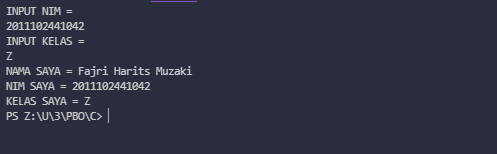 INPUT NIM =
2011102441042
INPUT KELAS =
Z
NAMA SAYA = Fajri Harits Muzaki
NIM SAYA = 2011102441042
KELAS SAYA = Z
PS Z:\U\3\PBO\C>